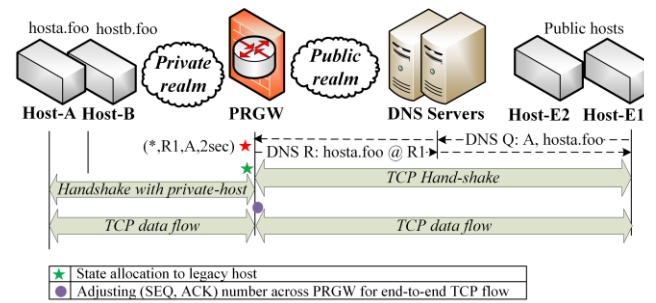 hosta.foo hostb.foo
Public hosts
Private realm
Public realm
Host-A Host-B
PRGW
DNS Servers
Host-E2 Host-E1
(*,R1,A,2sec)
DNS Q: A, hosta.foo
DNS R: hosta.foo @ R1
Handshake with private-host
TCP Hand-shake
TCP data flow
TCP data flow
State allocation to legacy host
Adjusting (SEQ, ACK) number across PRGW for end-to-end TCP flow